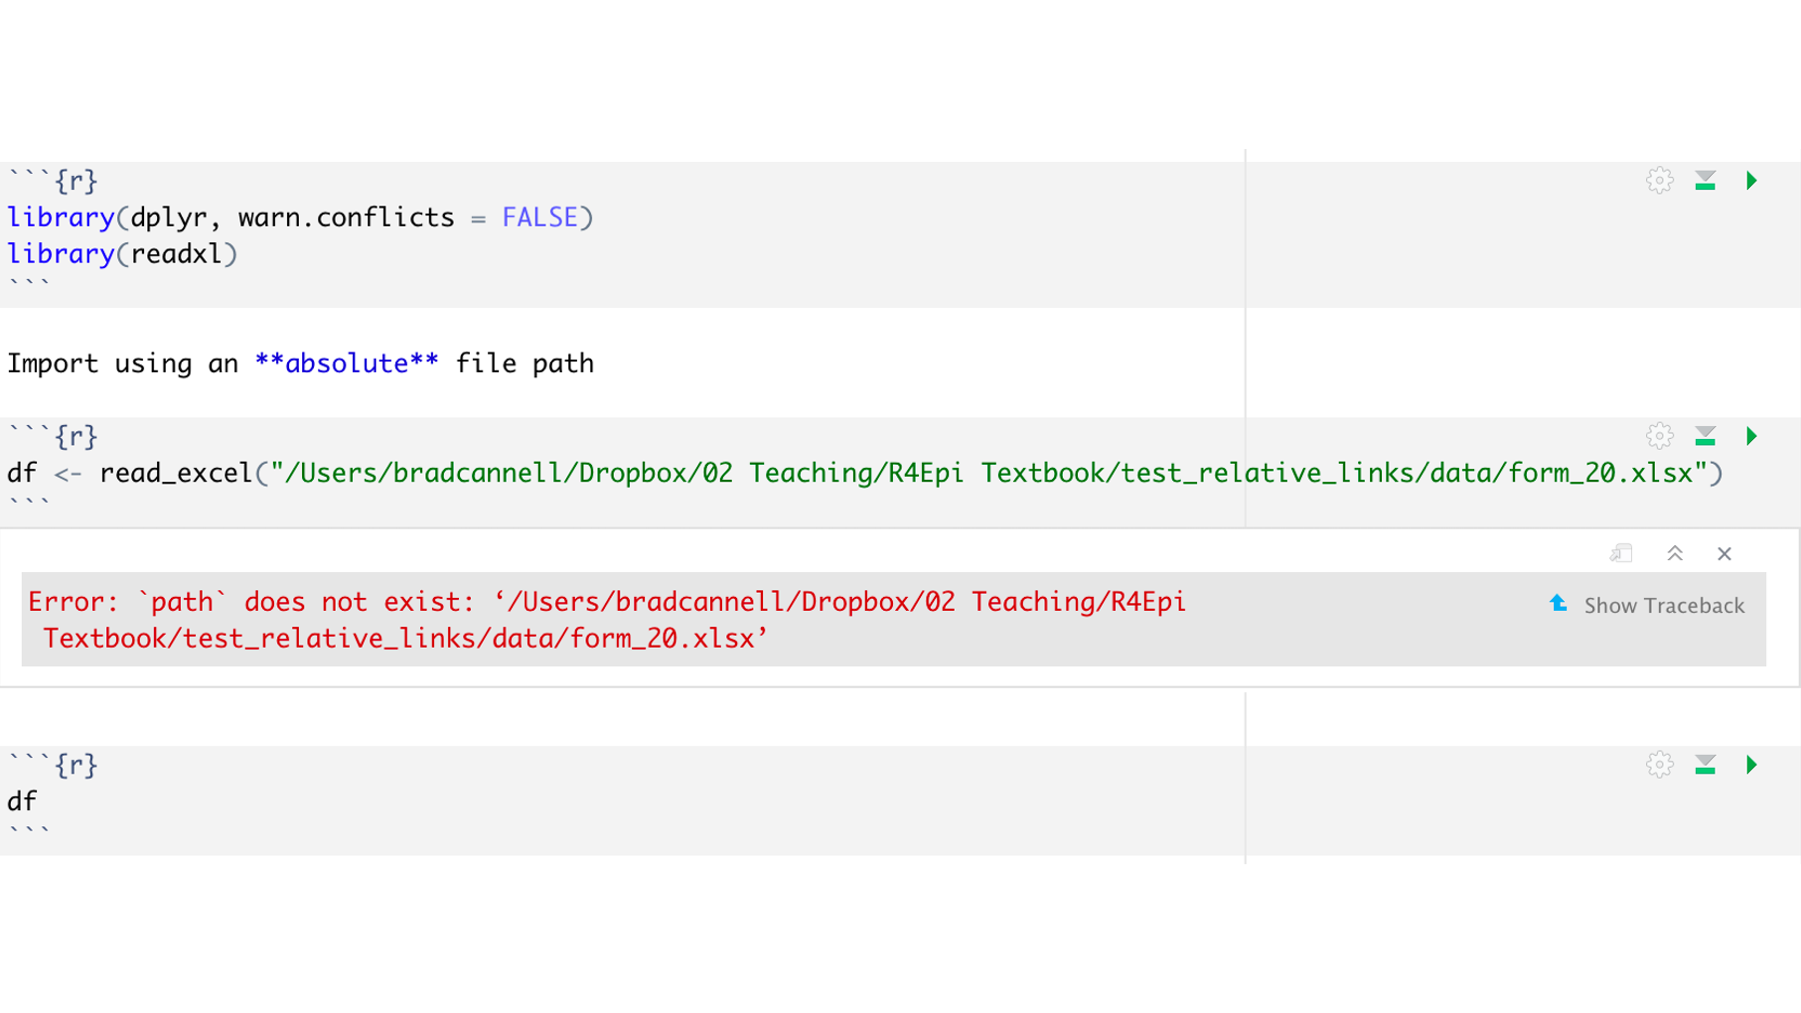 ```{r}
library(dplyr, warn.conflicts = FALSE)
library(readxl)
```
Import using an **absolute** file path
```{r}
df <- read_excel("/Users/bradcannell/Dropbox/02 Teaching/R4Epi Textbook/test_relative_links/data/form_20.xlsx")
```
Error: `path` does not exist: ‘/Users/bradcannell/Dropbox/02 Teaching/R4Epi
Textbook/test_relative_links/data/form_20.xlsx’
Show Traceback
```{r}
df
```